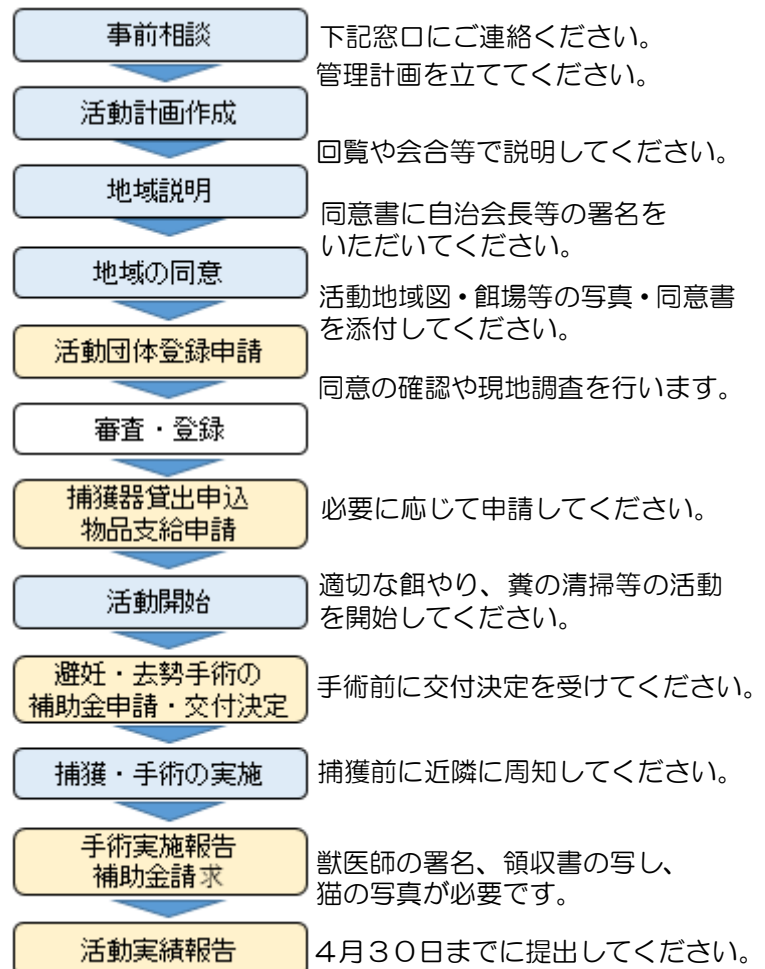 事前相談
下記窓口にご連絡ください。
管理計画を立ててください。
活動計画作成
回覧や会合等で説明してください。
地域説明
同意書に自治会長等の署名を
いただいてください。
地域の同意
活動地域図・餌場等の写真・同意書
を添付してください。
活動団体登録申請
同意の確認や現地調査を行います。
審査・登録
捕獲器貸出申込
物品支給申請
必要に応じて申請してください。
活動開始
適切な餌やり、糞の清掃等の活動
を開始してください。
避妊・去勢手術の
補助金申請・交付決定
手術前に交付決定を受けてください。
捕獲・手術の実施
捕獲前に近隣に周知してください。
手術実施報告
補助金請求
獣医師の署名、領収書の写し、
猫の写真が必要です。
活動実績報告
4月30日までに提出してください。